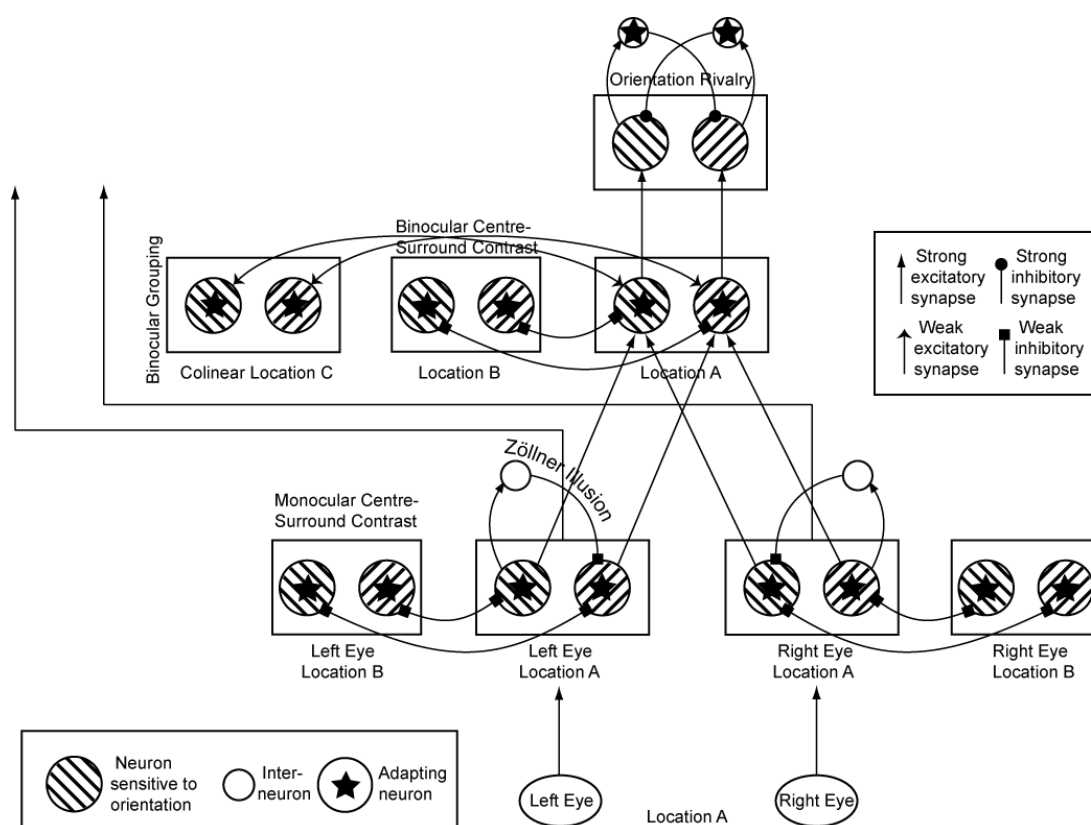 Orientation Rivalry
Binocular Centre-
Surround Contrast
Binocular Grouping
Colinear Location C
Location B
Location A
Strong
excitatory
synapse
Strong
inhibitory
synapse
Weak
excitatory
synapse
Weak
inhibitory
synapse
Zöllner Illusion
Monocular Centre-
Surround Contrast
Left Eye
Location B
Left Eye
Location A
Right Eye
Location A
Right Eye
Location B
Neuron
sensitive to
orientation
Inter-
neuron
Adapting
neuron
Left Eye
Location A
Right Eye